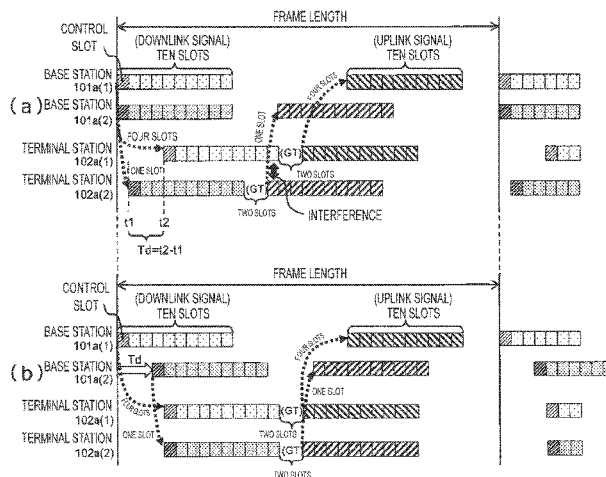 FRAME LENGTH
CONTROL SLOT
(DOWNLINK SIGNAL) TEN SLOTS
(UPLINK SIGNAL) TEN SLOTS
(a)
BASE STATION 101a(1)
BASE STATION 101a(2)
TERMINAL STATION 102a(1)
TERMINAL STATION 102a(2)
FOUR SLOTS
ONE SLOT
ONE SLOT
FOUR SLOTS
(GT)
TWO SLOTS
(GT
TWO SLOTS
INTERFERENCE
t1
t2
Td=t2-t1
FRAME LENGTH
CONTROL SLOT
(DOWNLINK SIGNAL) TEN SLOTS
(UPLINK SIGNAL) TEN SLOTS
(b)
BASE STATION 101a(1)
BASE STATION 101a(2)
TERMINAL STATION 102a(1)
TERMINAL STATION 102a(2)
Td
FOUR SLOTS
ONE SLOT
FOUR SLOTS
ONE SLOT
(GT)
TWO SLOTS
(GT
TWO SLOTS